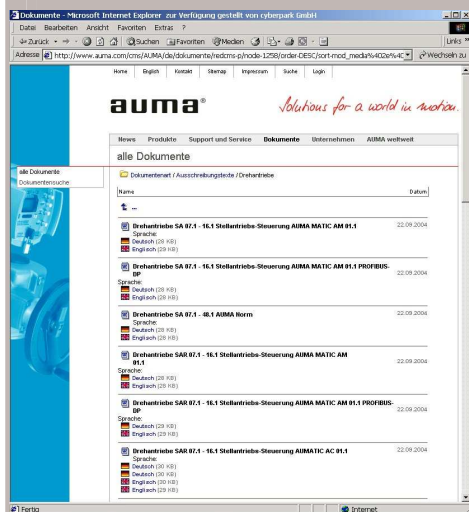 Dokumente - Microsoft Internet Explorer zur Verfügung gestellt von cyberpark GmbH
Datei Bearbeiten Ansicht Favoriten Extras ?
Zurück Suchen Favoriten Medien Links »
Adresse http://www.auma.com/cms/AUMA/de/dokumente/redcms-p/node-1258/order-DESC/sort-mod_media%402e%4C Wechseln zu
Home English Kontakt Sitemap Impressum Suche Login
auma® Solutions for a world in motion.
News Produkte Support und Service Dokumente Unternehmen AUMA weltweit
alle Dokumente
alle Dokumente
Dokumentensuche
Dokumentenart / Ausschreibungstexte / Drehantriebe
Name Datum
...
Drehantriebe SA 07.1 - 16.1 Stellantriebs-Steuerung AUMA MATIC AM 01.1 22.09.2004
Sprache:
Deutsch (28 KB)
Englisch (29 KB)
Drehantriebe SA 07.1 - 16.1 Stellantriebs-Steuerung AUMA MATIC AM 01.1 PROFIBUS-
DP 22.09.2004
Sprache:
Deutsch (28 KB)
Englisch (28 KB)
Drehantriebe SA 07.1 - 48.1 AUMA Norm 22.09.2004
Sprache:
Deutsch (28 KB)
Englisch (28 KB)
Drehantriebe SAR 07.1 - 16.1 Stellantriebs-Steuerung AUMA MATIC AM
01.1 22.09.2004
Sprache:
Deutsch (28 KB)
Englisch (28 KB)
Drehantriebe SAR 07.1 - 16.1 Stellantriebs-Steuerung AUMA MATIC AM 01.1 PROFIBUS-
DP 22.09.2004
Sprache:
Deutsch (29 KB)
Englisch (29 KB)
Drehantriebe SAR 07.1 - 16.1 Stellantriebs-Steuerung AUMATIC AC 01.1 22.09.2004
Sprache:
Deutsch (30 KB)
Deutsch (30 KB)
Englisch (30 KB)
Englisch (29 KB)
Fertig Internet